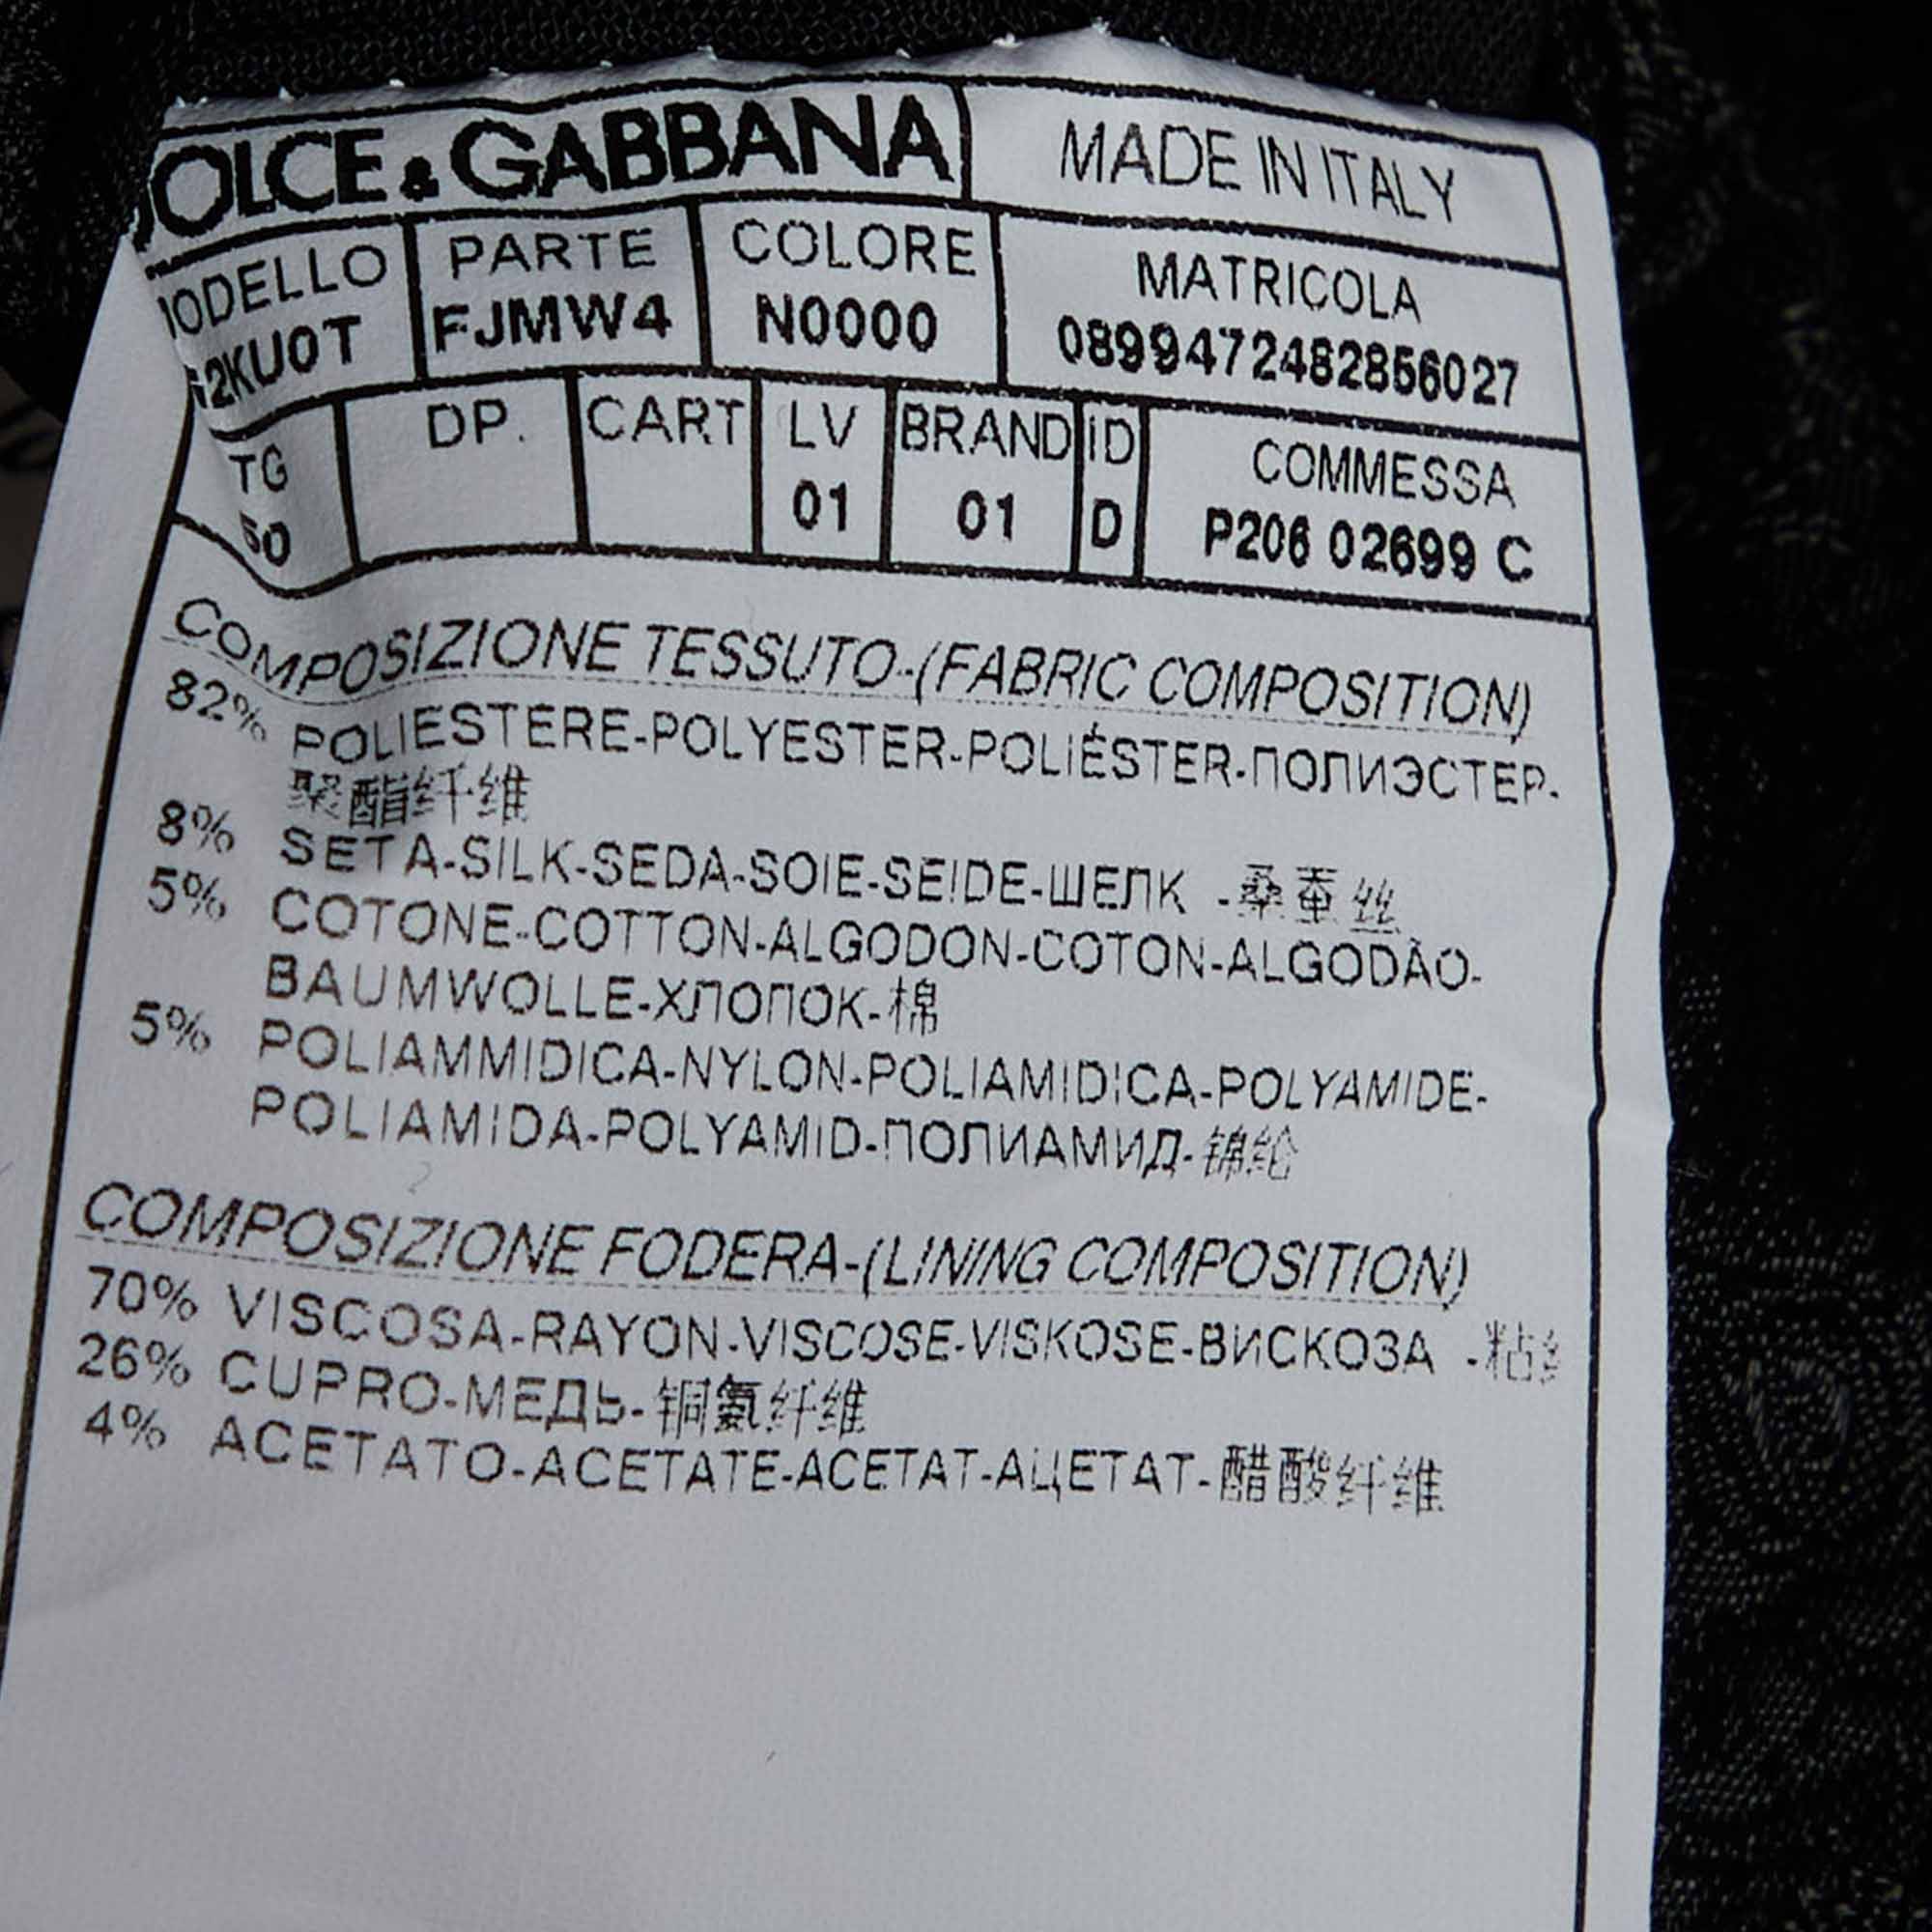 DOLCE & GABBANA MADE IN ITALY
MODELLO PARTE COLORE MATRICOLA
G2KU0T FJMW4 N0000 0899472482856027
TG DP. CART LV BRAND ID COMMESSA
50 01 01 D P206 02699 C
COMPOSIZIONE TESSUTO-(FABRIC COMPOSITION)
82% POLIESTERE-POLYESTER-POLIÉSTER-ПОЛИЭСТЕР-
聚酯纤维
8% SETA-SILK-SEDA-SOIE-SEIDE-ШЕЛК -桑蚕丝
5% COTONE-COTTON-ALGODON-COTON-ALGODÃO-
BAUMWOLLE-ХЛОПОК-棉
5% POLIAMMIDICA-NYLON-POLIAMIDICA-POLYAMIDE-
POLIAMIDA-POLYAMID-ПОЛИАМИД-锦纶
COMPOSIZIONE FODERA-(LINING COMPOSITION)
70% VISCOSA-RAYON-VISCOSE-VISKOSE-ВИСКОЗА -粘
26% CUPRO-МЕДЬ-铜氨纤维
4% ACETATO-ACETATE-ACETAT-АЦЕТАТ-醋酸纤维